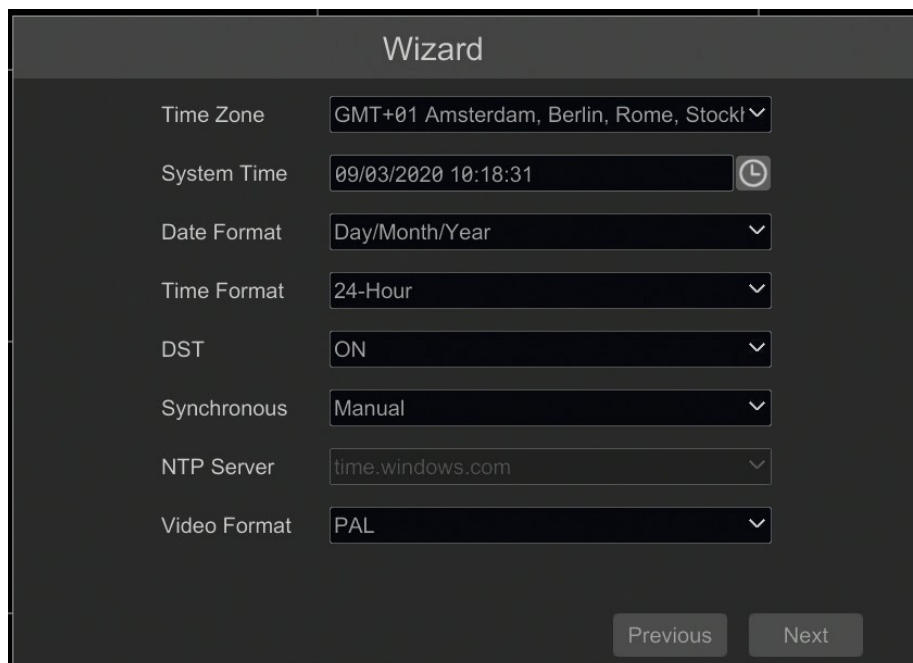 Wizard
Time Zone GMT+01 Amsterdam, Berlin, Rome, Stockh
System Time 09/03/2020 10:18:31
Date Format Day/Month/Year
Time Format 24-Hour
DST ON
Synchronous Manual
NTP Server time.windows.com
Video Format PAL
Previous Next